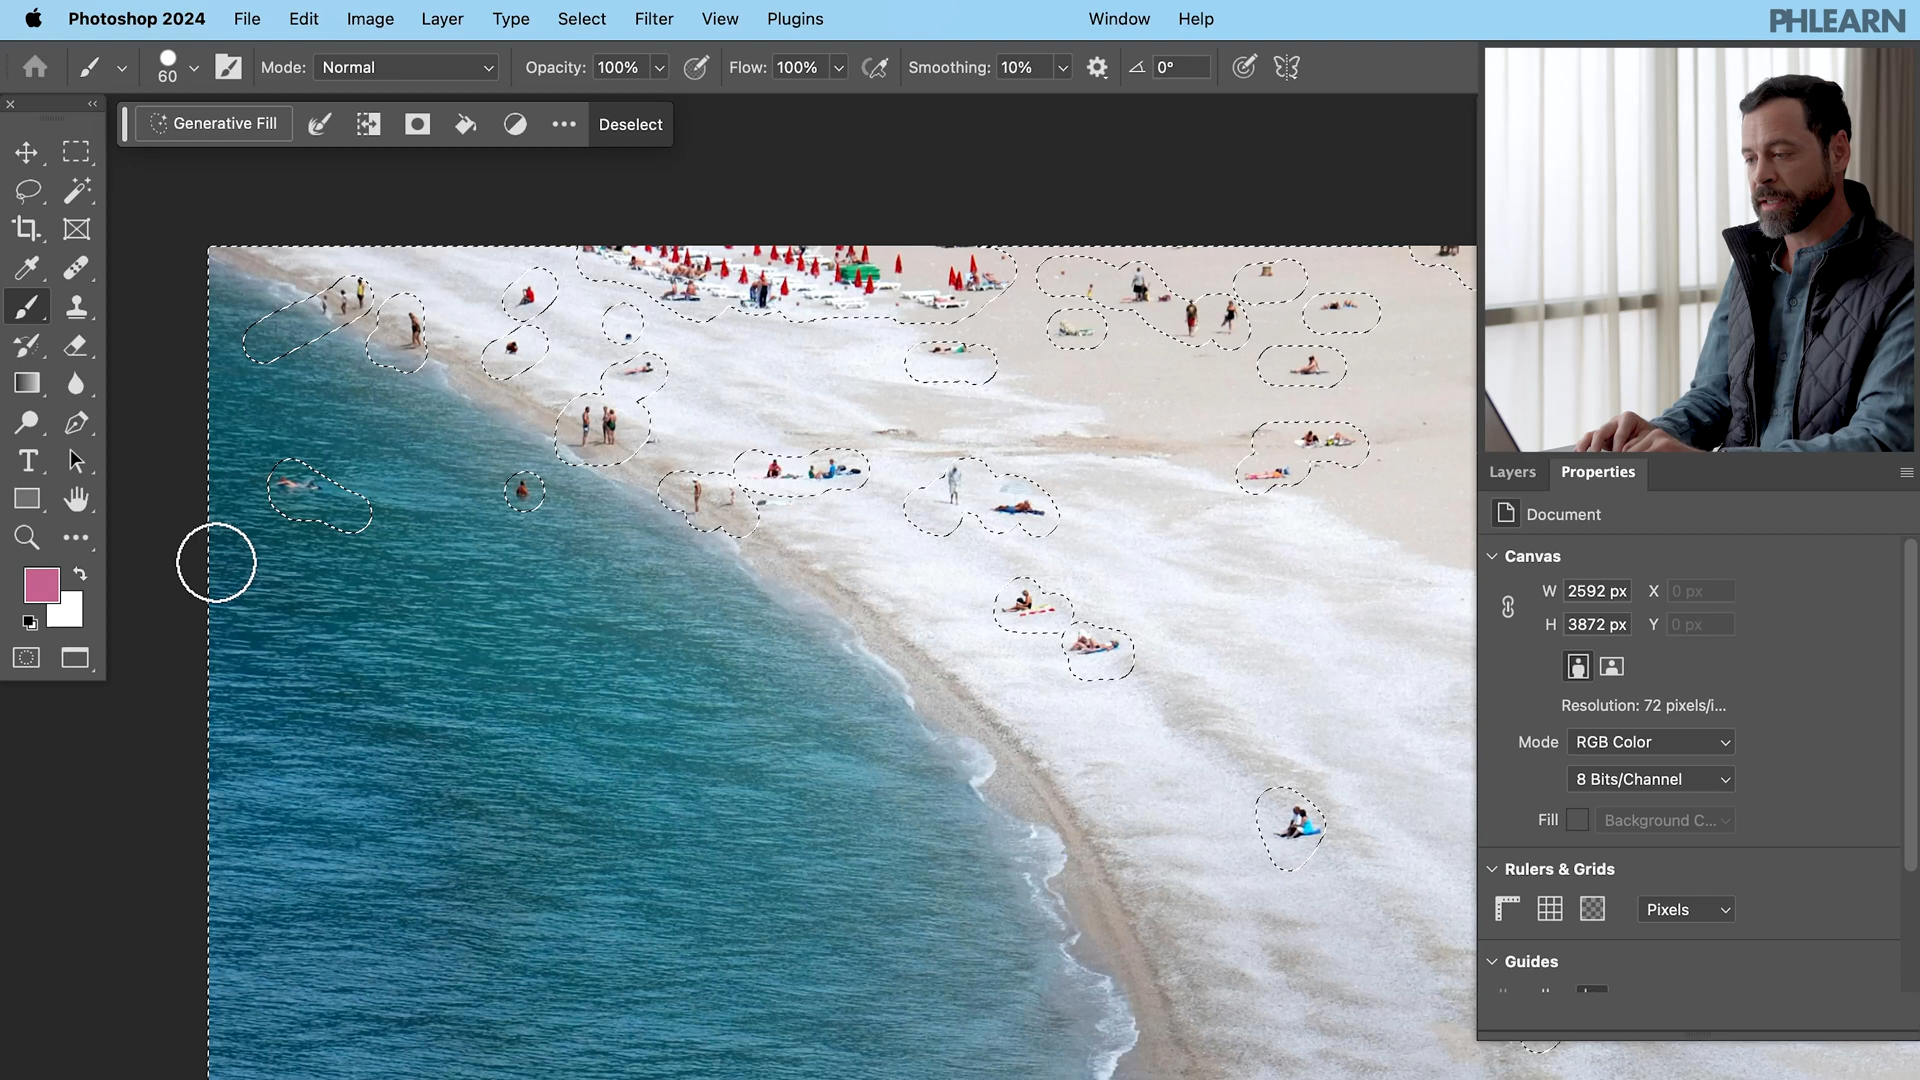 Photoshop 2024 File Edit Image Layer Type Select Filter View Plugins Window Help
PHLEARN
60 Mode: Normal Opacity: 100% Flow: 100% Smoothing: 10% 0°
Generative Fill Deselect
Layers Properties
Document
Canvas
W 2592 px X 0 px
H 3872 px Y 0 px
Resolution: 72 pixels/i...
Mode RGB Color
8 Bits/Channel
Fill Background C...
Rulers & Grids
Pixels
Guides